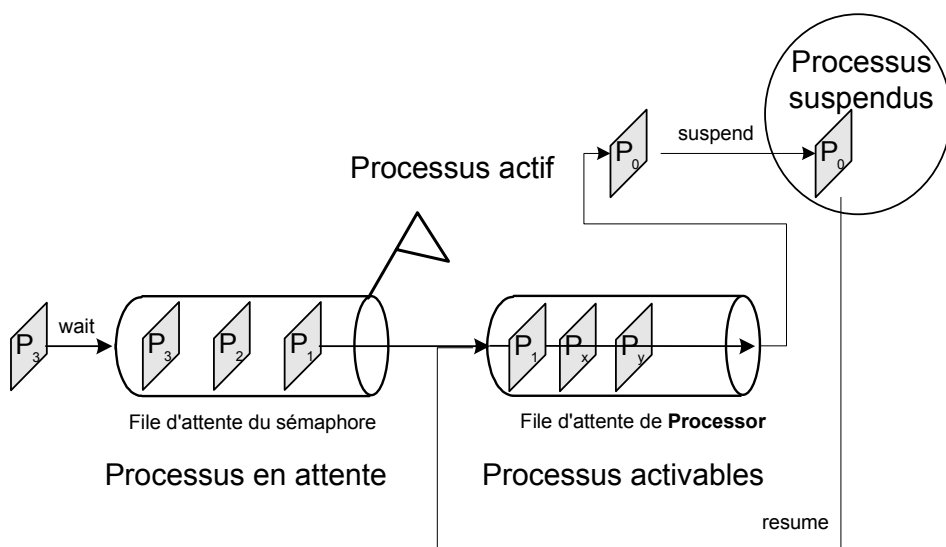 Processus
suspendus
P0
suspend
P0
Processus actif
P3
wait
P3
P2
P1
P1
Px
Py
File d'attente du sémaphore
File d'attente de Processor
Processus en attente
Processus activables
resume